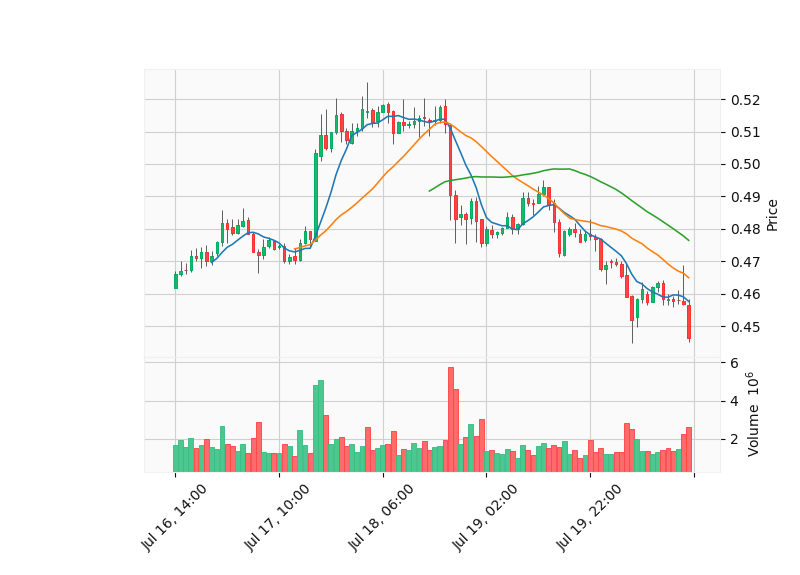 0.52
0.51
0.50
0.49
0.48
0.47
0.46
0.45
Price
6
4
2
Volume 10^6
Jul 16, 14:00
Jul 17, 10:00
Jul 18, 06:00
Jul 19, 02:00
Jul 19, 22:00